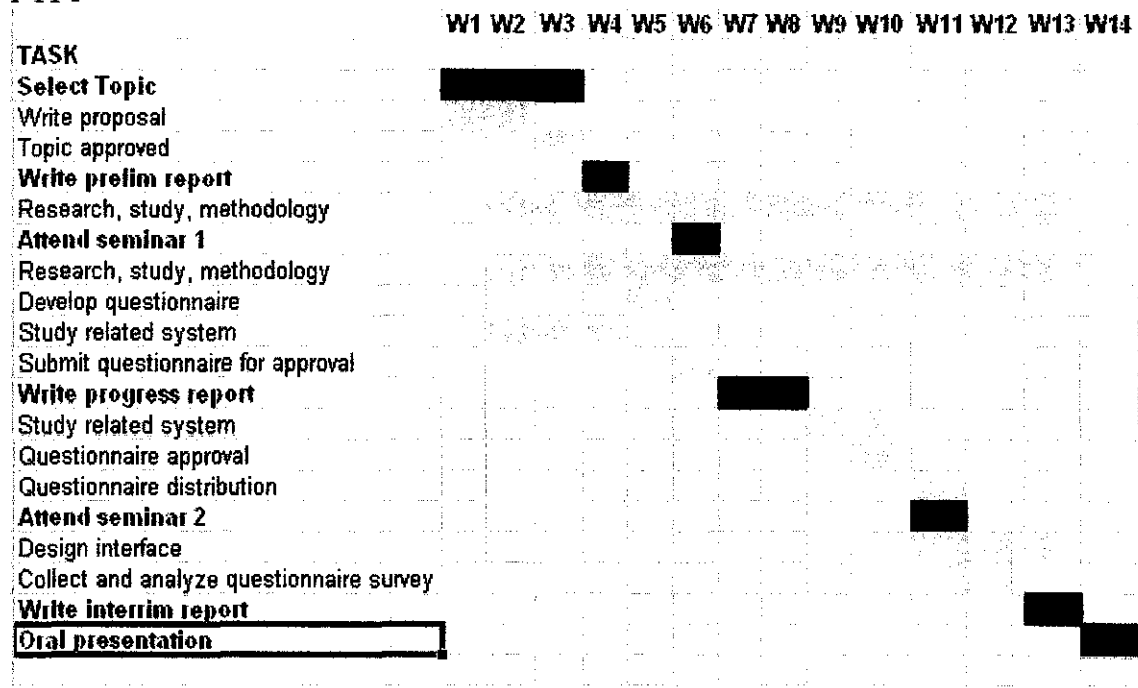 W1 W2 W3 W4 W5 W6 W7 W8 W9 W10 W11 W12 W13 W14
TASK
Select Topic
Write proposal
Topic approved
Write prelim report
Research, study, methodology
Attend seminar 1
Research, study, methodology
Develop questionnaire
Study related system
Submit questionnaire for approval
Write progress report
Study related system
Questionnaire approval
Questionnaire distribution
Attend seminar 2
Design interface
Collect and analyze questionnaire survey
Write interrim report
Oral presentation